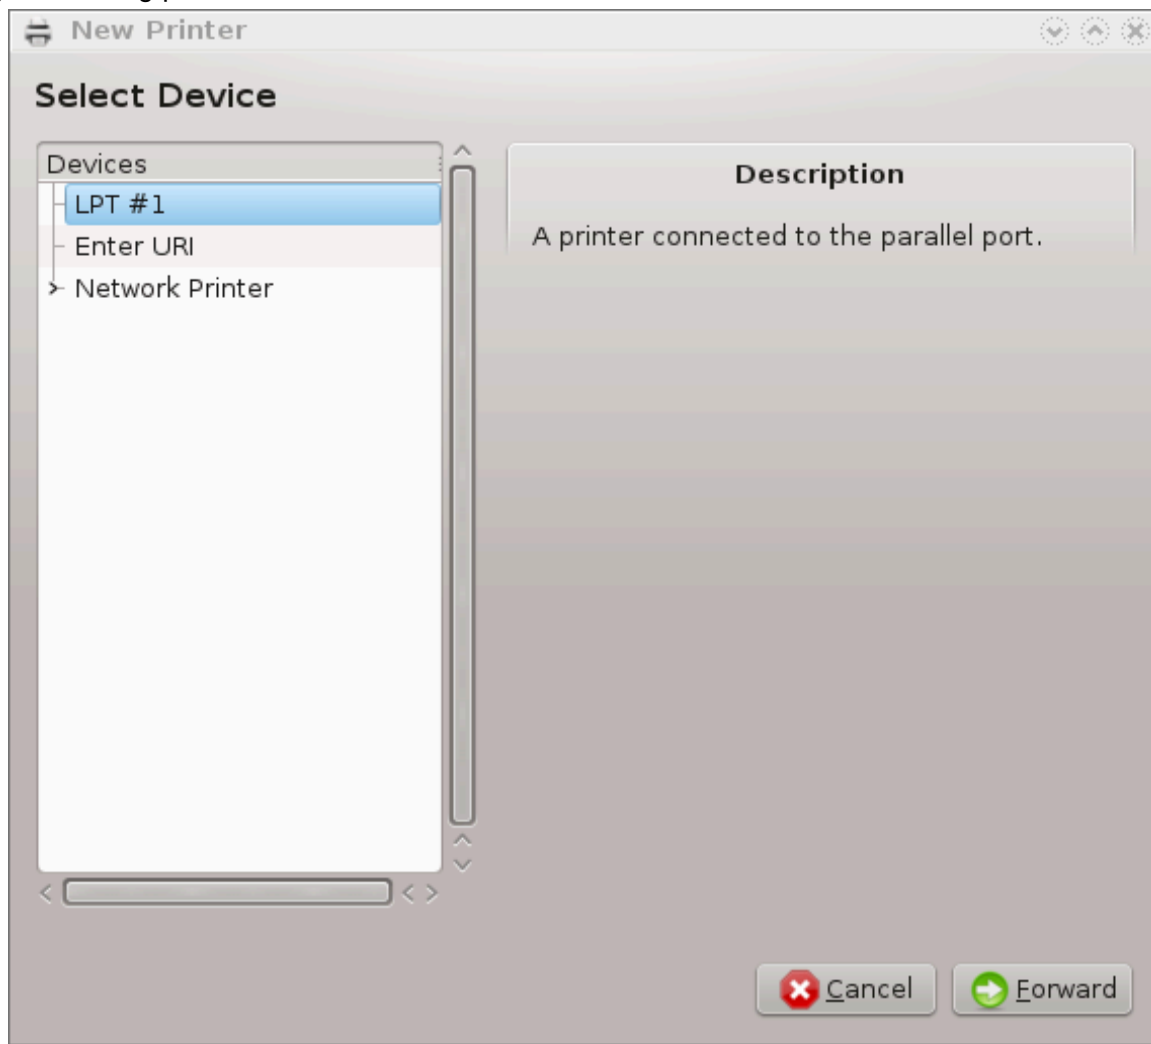 New Printer
Select Device
Devices
LPT #1
Enter URI
Network Printer
Description
A printer connected to the parallel port.
Cancel
Forward